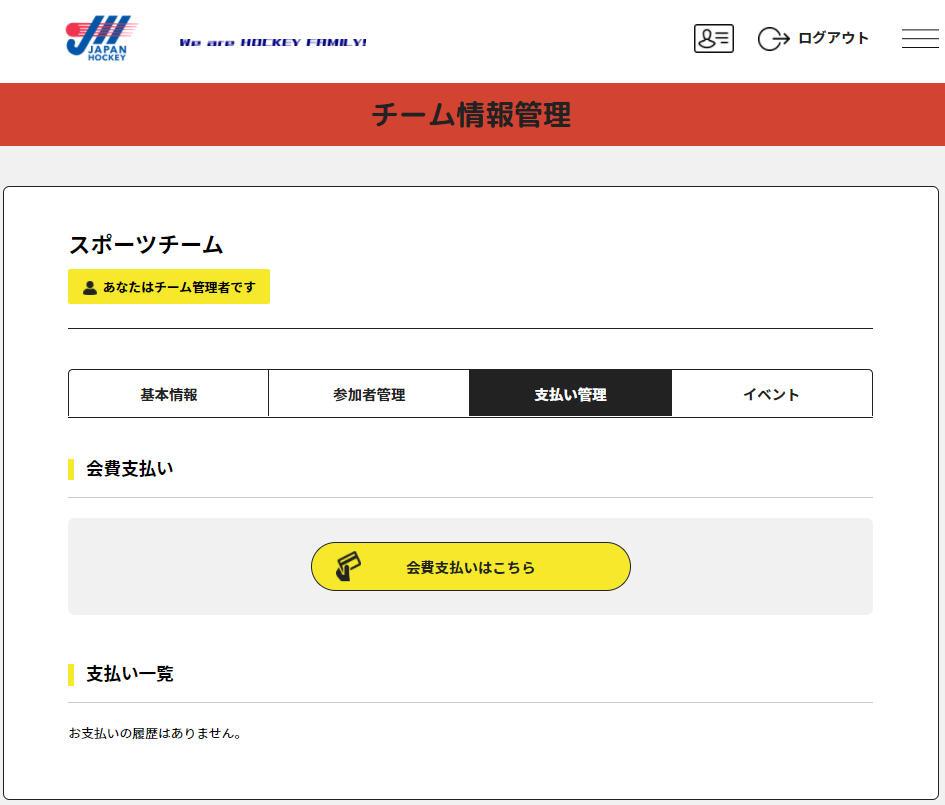 JAPAN
HOCKEY
We are HOCKEY FAMILY!
ログアウト
チーム情報管理
スポーツチーム
あなたはチーム管理者です
基本情報
参加者管理
支払い管理
イベント
会費支払い
会費支払いはこちら
支払い一覧
お支払いの履歴はありません。